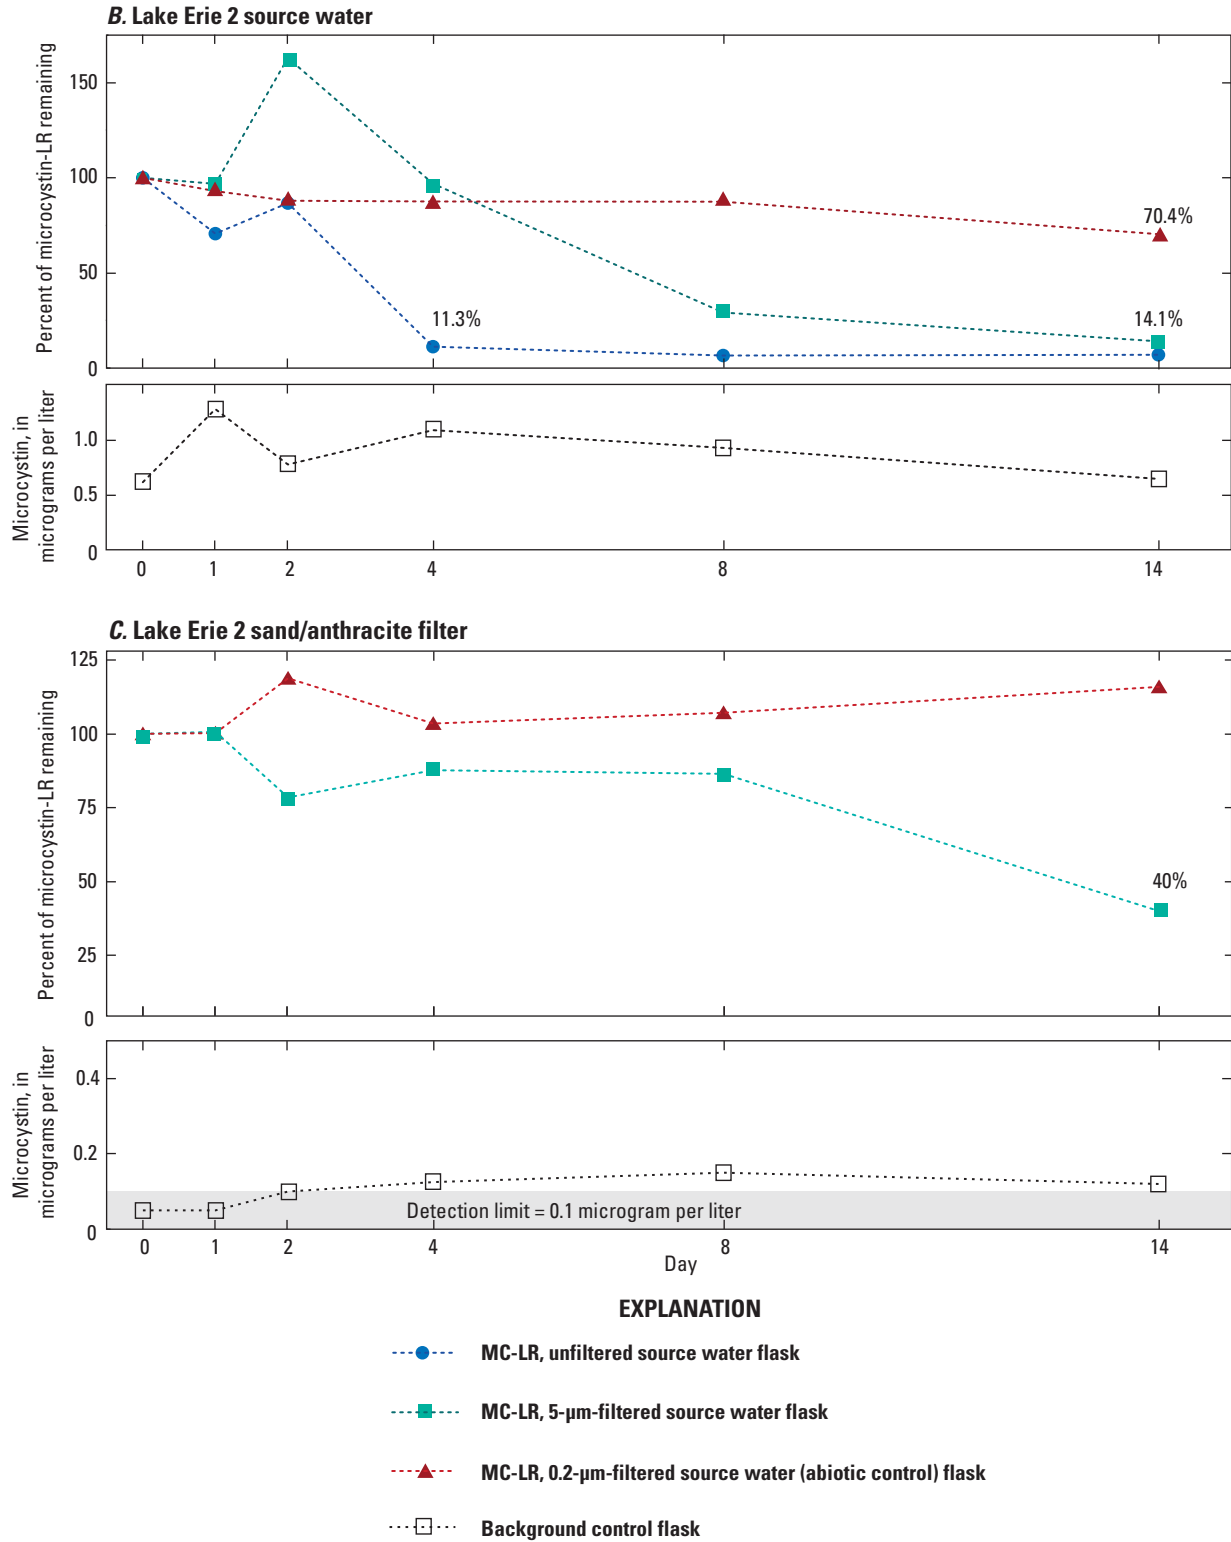 B. Lake Erie 2 source water
Percent of microcystin-LR remaining
150
100
50
0
11.3%
70.4%
14.1%
Microcystin, in
micrograms per liter
1.0
0.5
0
0 1 2 4 8 14
C. Lake Erie 2 sand/anthracite filter
Percent of microcystin-LR remaining
125
100
75
50
25
0
40%
Microcystin, in
micrograms per liter
0.4
0.2
0
Detection limit = 0.1 microgram per liter
0 1 2 4 8 14
Day
EXPLANATION
MC-LR, unfiltered source water flask
MC-LR, 5-µm-filtered source water flask
MC-LR, 0.2-µm-filtered source water (abiotic control) flask
Background control flask